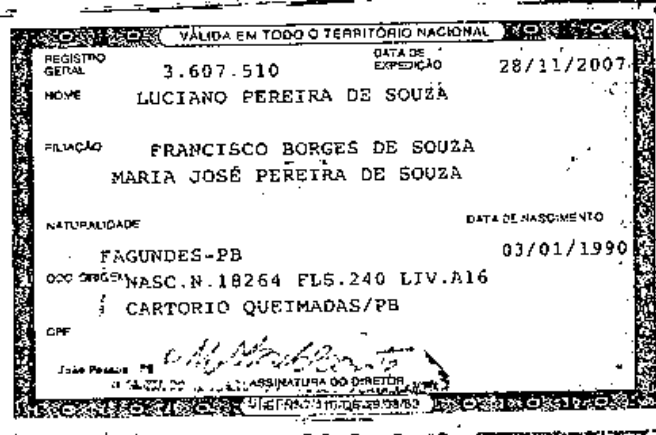 VÁLIDA EM TODO O TERRITÓRIO NACIONAL
REGISTRO GERAL 3.607.510 DATA DE EXPEDIÇÃO 28/11/2007
NOME LUCIANO PEREIRA DE SOUZA
FILIAÇÃO FRANCISCO BORGES DE SOUZA
MARIA JOSÉ PEREIRA DE SOUZA
NATURALIDADE DATA DE NASCIMENTO
FAGUNDES-PB 03/01/1990
DOC ORIGEM NASC.N.18264 FLS.240 LIV.A16
CARTORIO QUEIMADAS/PB
CPF
João Pessoa PB
ASSINATURA DO DIRETOR